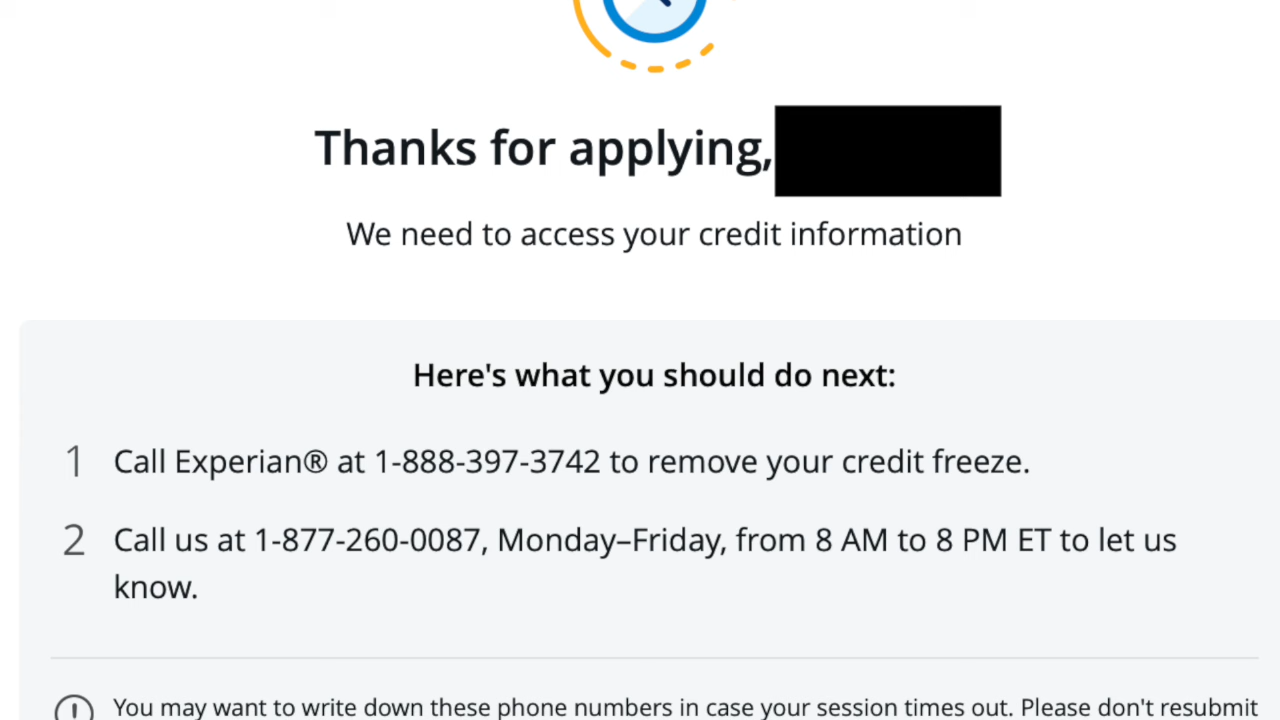 Thanks for applying,
We need to access your credit information
Here's what you should do next:
1 Call Experian® at 1-888-397-3742 to remove your credit freeze.
2 Call us at 1-877-260-0087, Monday–Friday, from 8 AM to 8 PM ET to let us
know.
You may want to write down these phone numbers in case your session times out. Please don't resubmit